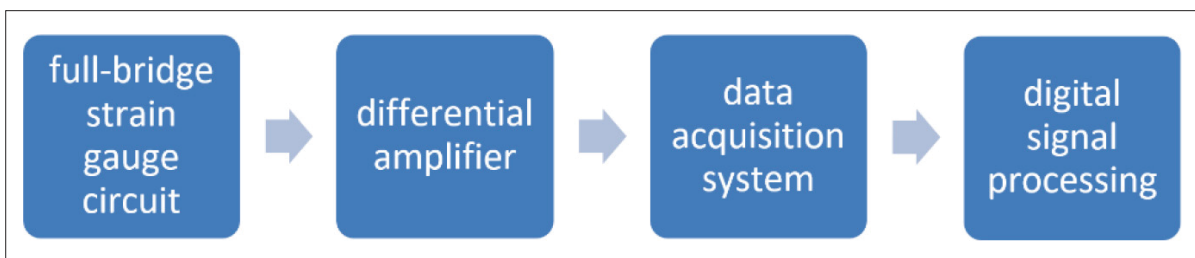 full-bridge
strain
gauge
circuit
differential
amplifier
data
acquisition
system
digital
signal
processing